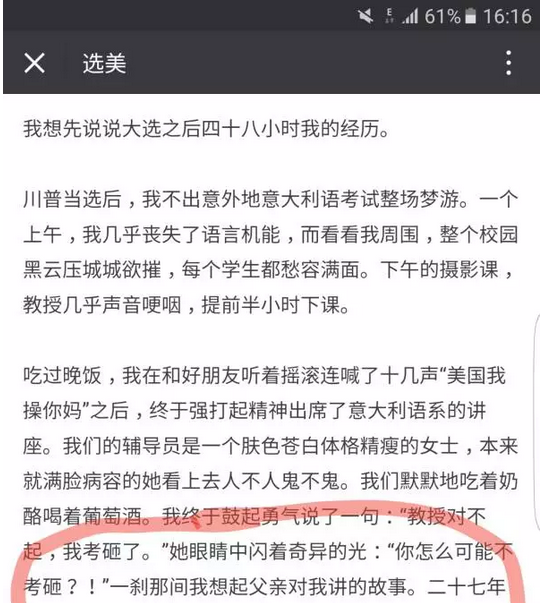 61% 16:16
选美
我想先说说大选之后四十八小时我的经历。
川普当选后，我不出意外地意大利语考试整场梦游。一个
上午，我几乎丧失了语言机能，而看看我周围，整个校园
黑云压城城欲摧，每个学生都愁容满面。下午的摄影课，
教授几乎声音哽咽，提前半小时下课。
吃过晚饭，我在和好朋友听着摇滚连喊了十几声“美国我
操你妈”之后，终于强打起精神出席了意大利语系的讲
座。我们的辅导员是一个肤色苍白体格精瘦的女士，本来
就满脸病容的她看上去人不人鬼不鬼。我们默默地吃着奶
酪喝着葡萄酒。我终于鼓起勇气说了一句：“教授对不
起，我考砸了。”她眼睛中闪着奇异的光：“你怎么可能不
考砸？！”一刹那间我想起父亲对我讲的故事。二十七年